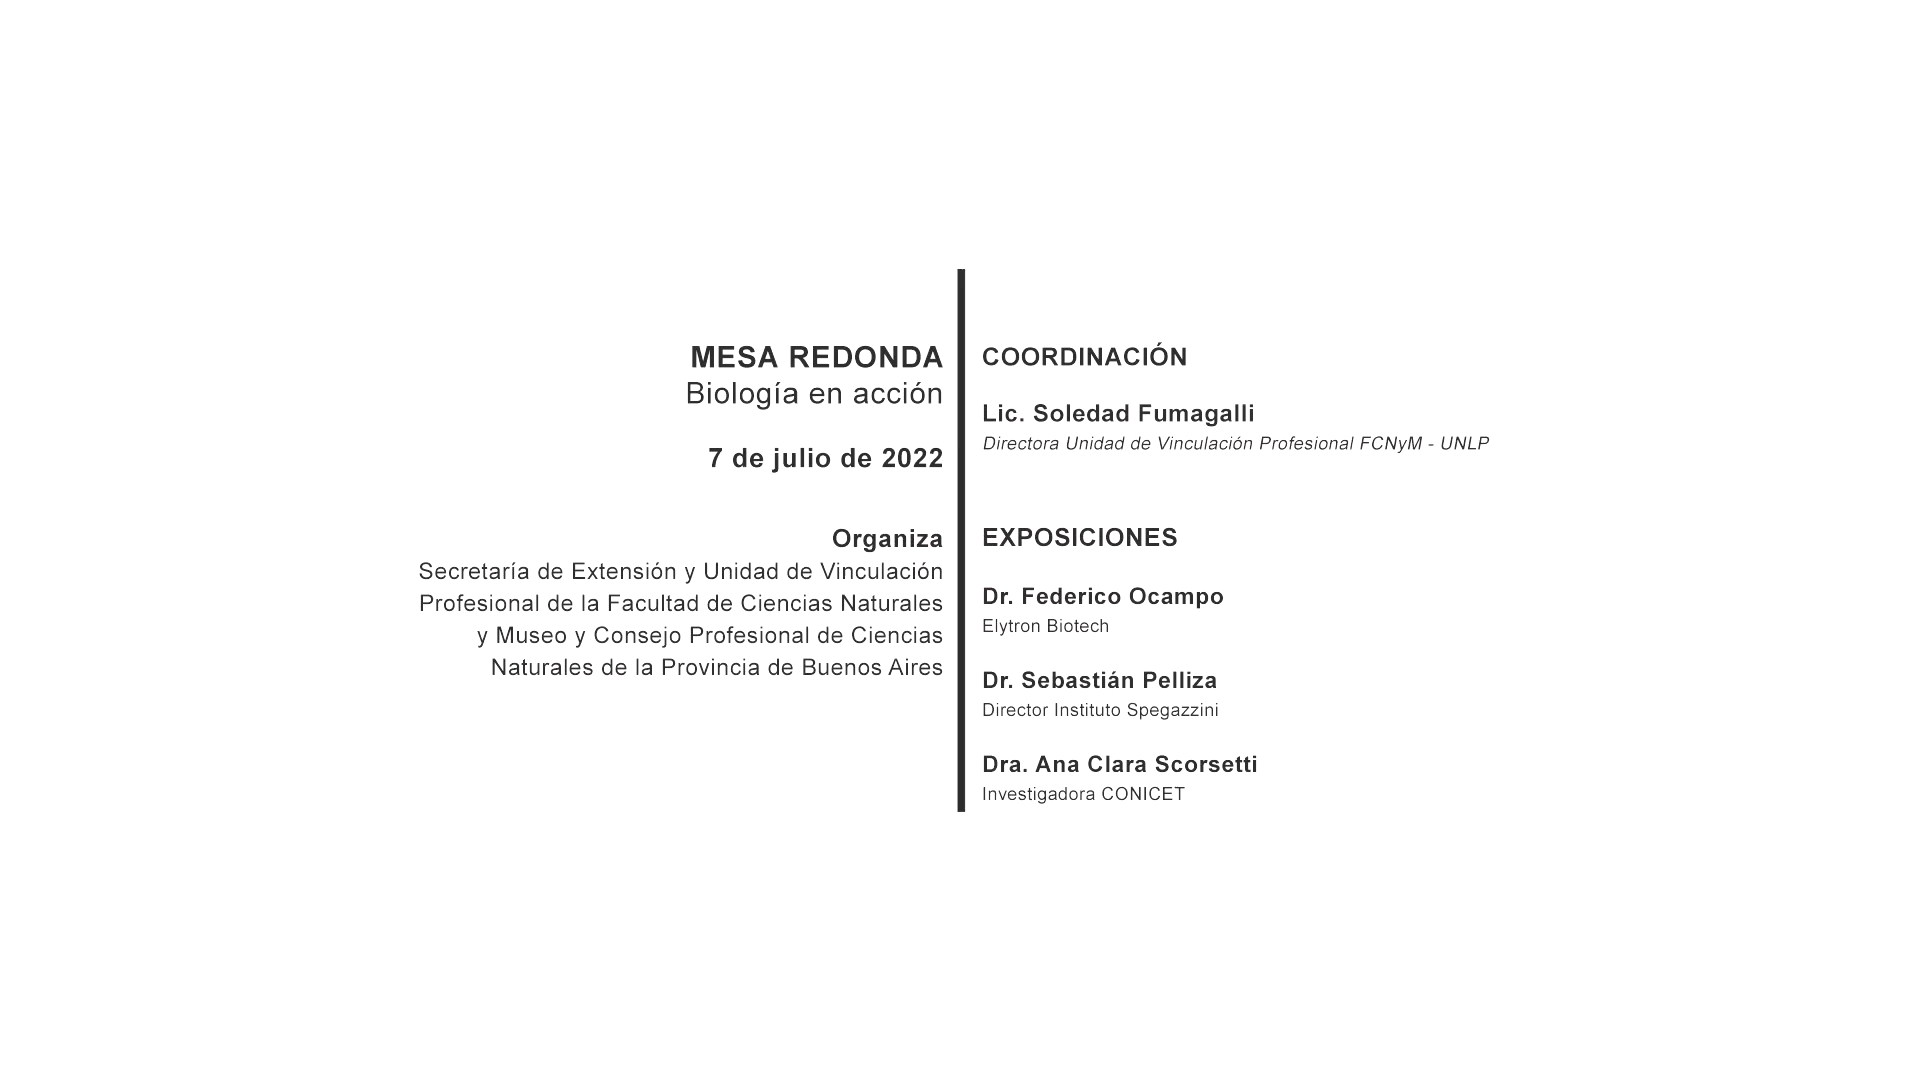 MESA REDONDA
Biología en acción
7 de julio de 2022
Organiza
Secretaría de Extensión y Unidad de Vinculación
Profesional de la Facultad de Ciencias Naturales
y Museo y Consejo Profesional de Ciencias
Naturales de la Provincia de Buenos Aires
COORDINACIÓN
Lic. Soledad Fumagalli
Directora Unidad de Vinculación Profesional FCNyM - UNLP
EXPOSICIONES
Dr. Federico Ocampo
Elytron Biotech
Dr. Sebastián Pelliza
Director Instituto Spegazzini
Dra. Ana Clara Scorsetti
Investigadora CONICET